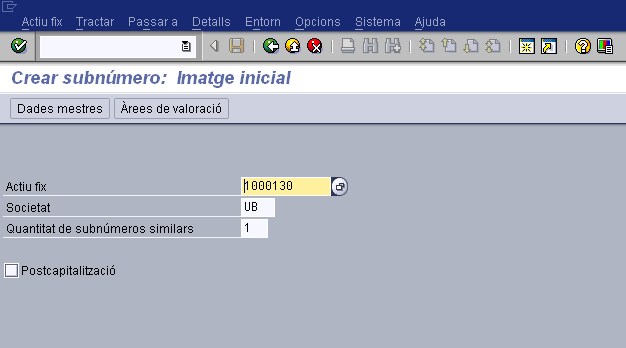 Actiu fix Tractar Passar a Detalls Entorn Opcions Sistema Ajuda
Crear subnúmero: Imatge inicial
Dades mestres Àrees de valoració
Actiu fix 1000130
Societat UB
Quantitat de subnúmeros similars 1
Postcapitalització